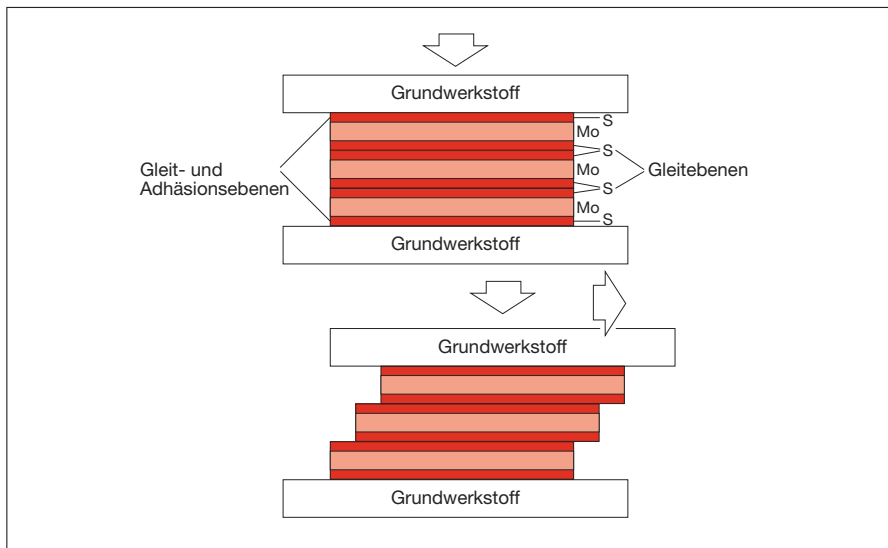 Grundwerkstoff
S
Mo
S
Gleit- und
Adhäsionsebenen
Mo
Gleitebenen
S
Mo
S
Grundwerkstoff
Grundwerkstoff
Grundwerkstoff